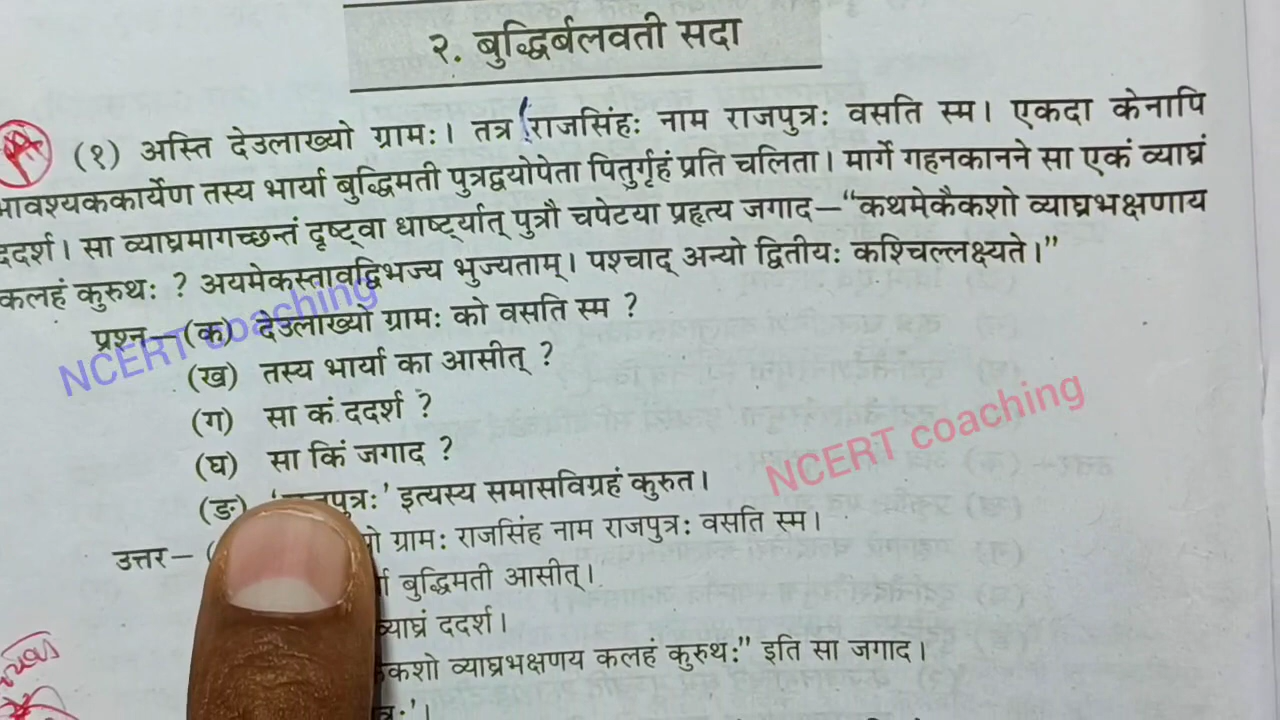 २. बुद्धिर्बलवती सदा
(१) अस्ति देउलाख्यो ग्रामः। तत्र राजसिंहः नाम राजपुत्रः वसति स्म। एकदा केनापि
आवश्यककार्येण तस्य भार्या बुद्धिमती पुत्रद्वयोपेता पितुर्गृहं प्रति चलिता। मार्गे गहनकानने सा एकं व्याघ्रं
ददर्श। सा व्याघ्रमागच्छन्तं दृष्ट्वा धार्ष्ट्यात् पुत्रौ चपेटया प्रहृत्य जगाद—“कथमेकैकशो व्याघ्रभक्षणाय
कलहं कुरुथः ? अयमेकस्तावद्विभज्य भुज्यताम्। पश्चाद् अन्यो द्वितीयः कश्चिल्लक्ष्यते।”
प्रश्न—(क) देउलाख्यो ग्रामः को वसति स्म ?
(ख) तस्य भार्या का आसीत् ?
(ग) सा कं ददर्श ?
(घ) सा किं जगाद ?
(ङ) इत्यस्य समासविग्रहं कुरुत।
उत्तर— ग्रामः राजसिंह नाम राजपुत्रः वसति स्म।
बुद्धिमती आसीत्।
व्याघ्रं ददर्श।
व्याघ्रभक्षणय कलहं कुरुथः” इति सा जगाद।
NCERT coaching
NCERT coaching